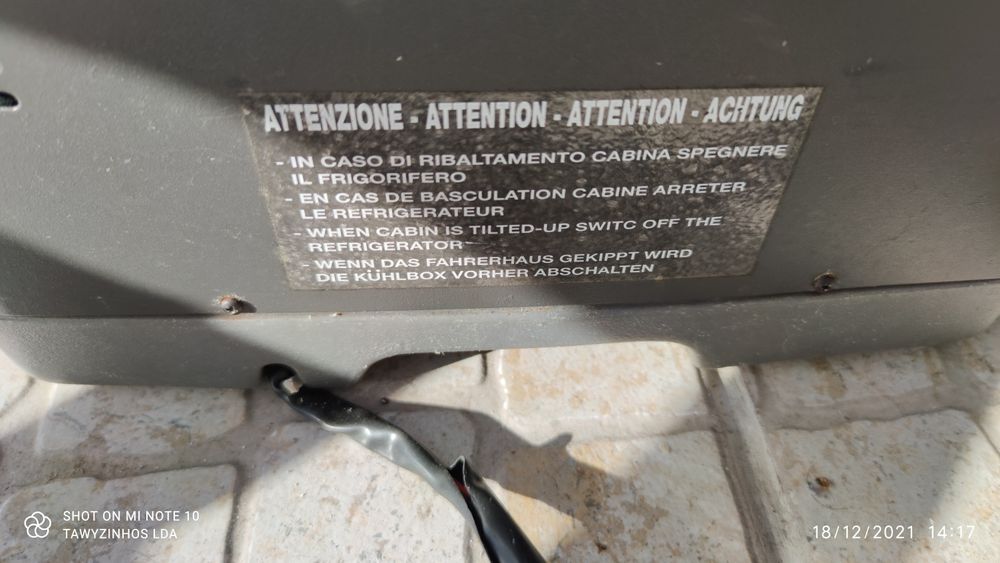 ATTENZIONE - ATTENTION - ATTENTION - ACHTUNG
- IN CASO DI RIBALTAMENTO CABINA SPEGNERE
IL FRIGORIFERO
- EN CAS DE BASCULATION CABINE ARRETER
LE REFRIGERATEUR
- WHEN CABIN IS TILTED-UP SWITC OFF THE
REFRIGERATOR
- WENN DAS FAHRERHAUS GEKIPPT WIRD
DIE KÜHLBOX VORHER ABSCHALTEN
SHOT ON MI NOTE 10
TAWYZINHOS LDA
18/12/2021 14:17